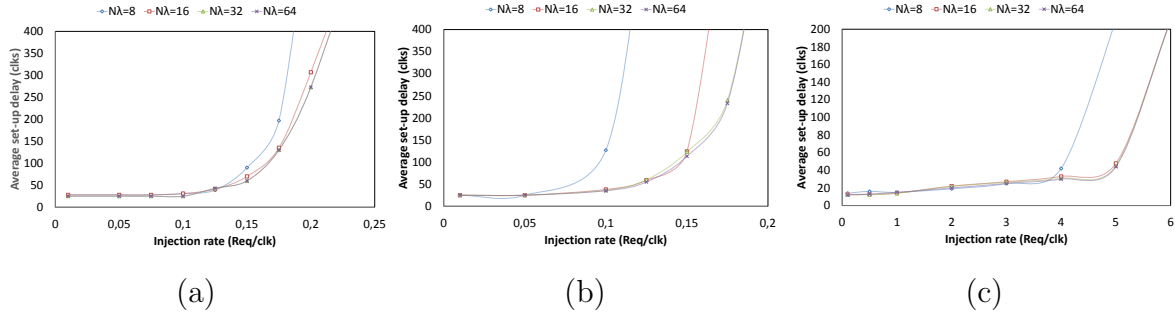 Nλ=8 Nλ=16 Nλ=32 Nλ=64
Average set-up delay (clks)
400
350
300
250
200
150
100
50
0
0 0,05 0,1 0,15 0,2 0,25
Injection rate (Req/clk)
(a)
Nλ=8 Nλ=16 Nλ=32 Nλ=64
Average set-up delay (clks)
400
350
300
250
200
150
100
50
0
0 0,05 0,1 0,15 0,2
Injection rate (Req/clk)
(b)
Nλ=8 Nλ=16 Nλ=32 Nλ=64
Average set-up delay (clks)
200
180
160
140
120
100
80
60
40
20
0
0 1 2 3 4 5 6
Injection rate (Req/clk)
(c)